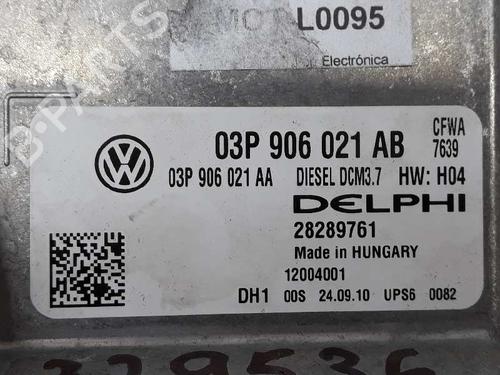 L0095
Electrónica
03P 906 021 AB CFWA
7639
03P 906 021 AA DIESEL DCM3.7 HW: H04
DELPHI
28289761
Made in HUNGARY
12004001
DH1 00S 24.09.10 UPS6 0082